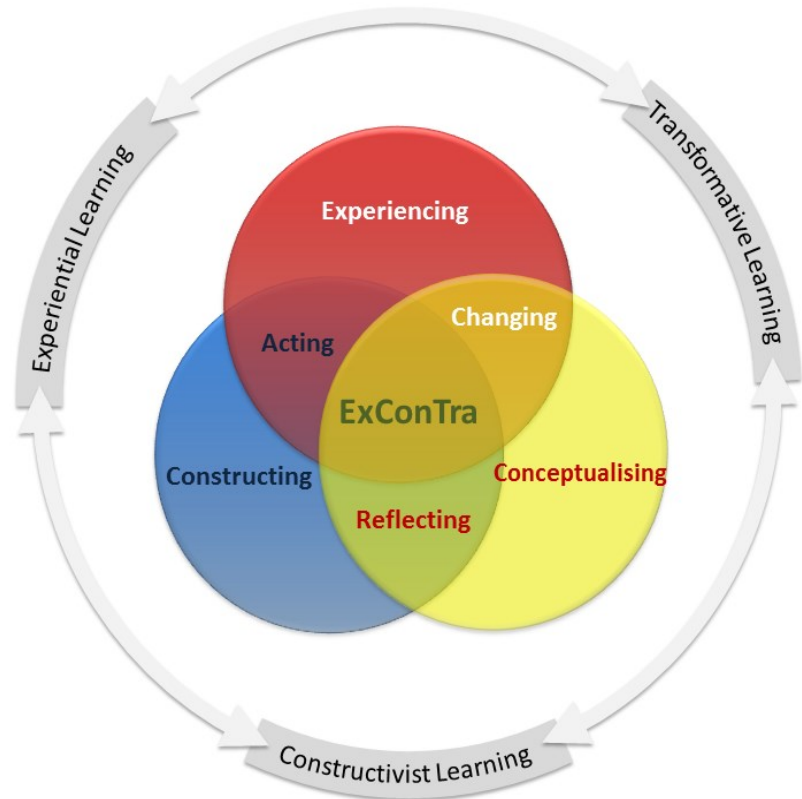 Experiential Learning
Transformative Learning
Experiencing
Changing
Acting
ExConTra
Constructing
Conceptualising
Reflecting
Constructivist Learning